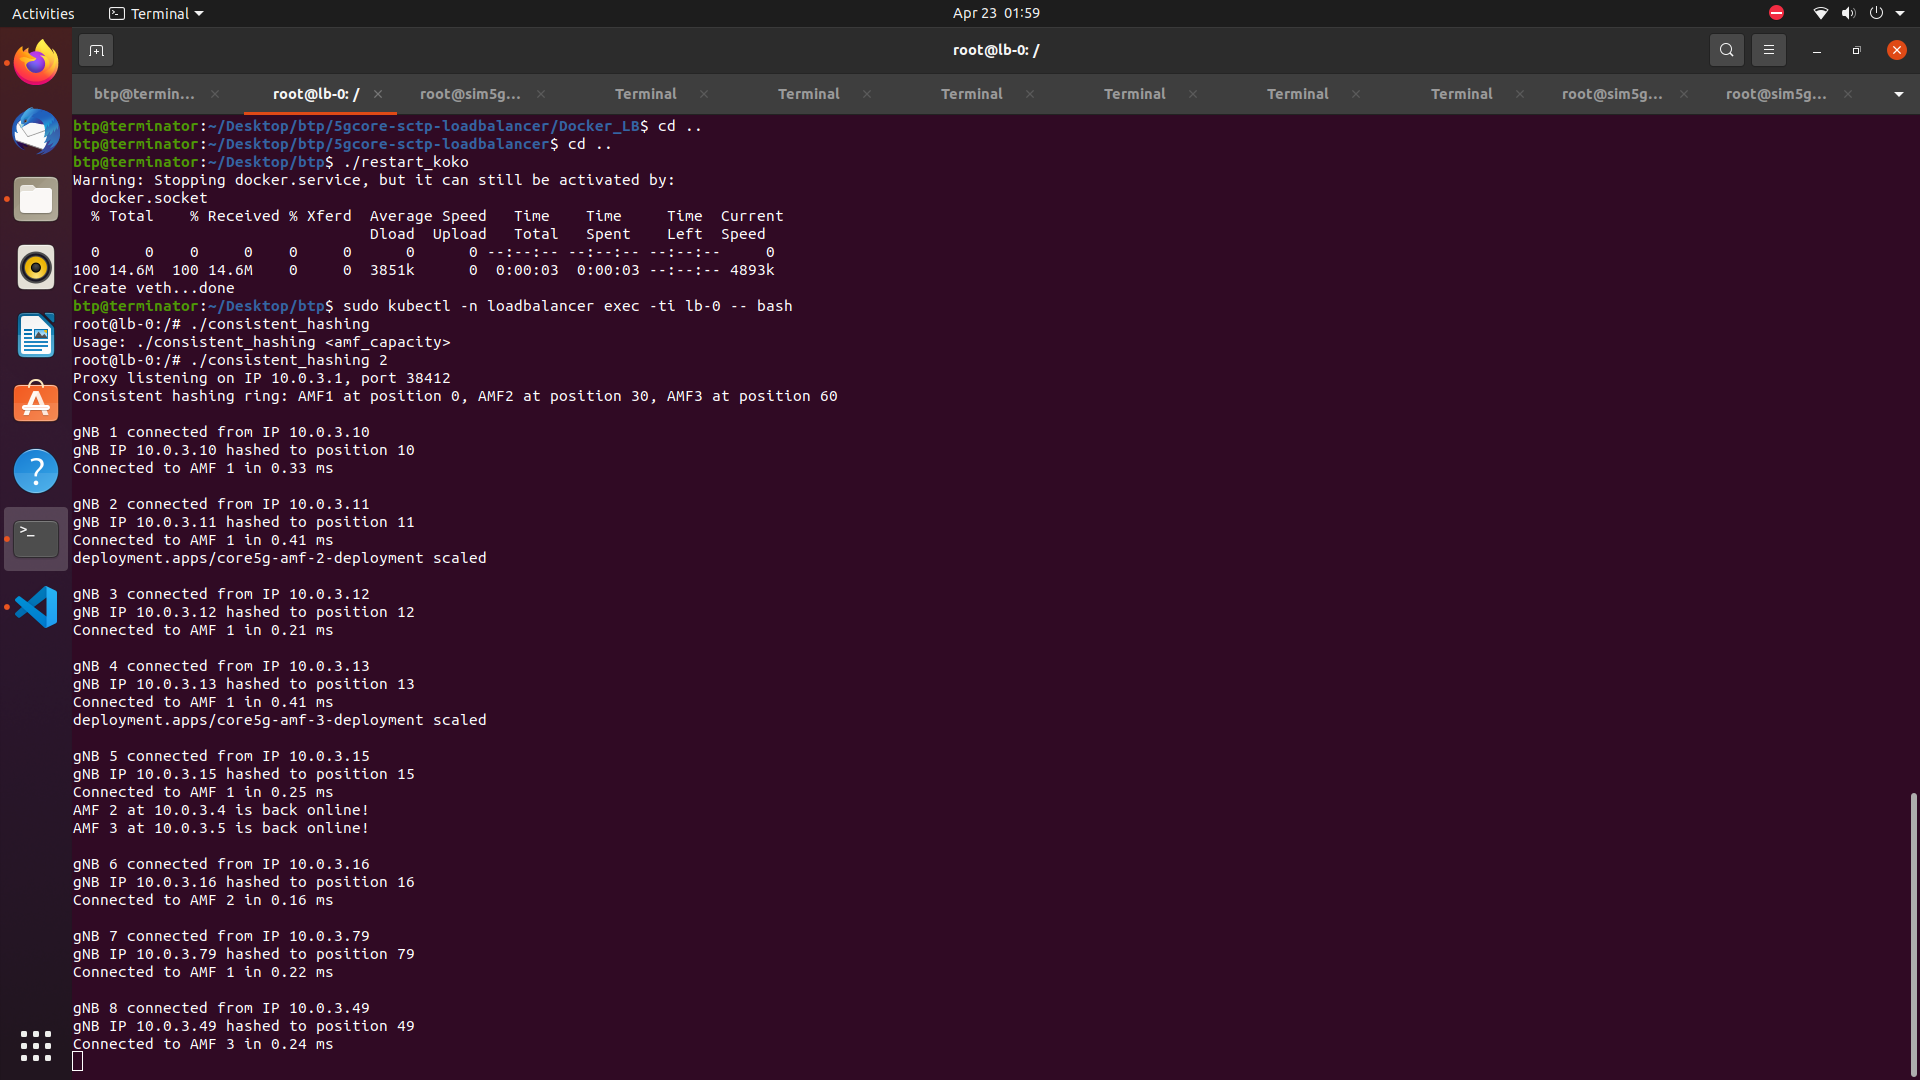 Activities Terminal Apr 23 01:59
root@lb-0: /
btp@termin... root@lb-0: / root@sim5g... Terminal Terminal Terminal Terminal Terminal Terminal root@sim5g... root@sim5g...
btp@terminator:~/Desktop/btp/5gcore-sctp-loadbalancer/Docker_LB$ cd ..
btp@terminator:~/Desktop/btp/5gcore-sctp-loadbalancer$ cd ..
btp@terminator:~/Desktop/btp$ ./restart_koko
Warning: Stopping docker.service, but it can still be activated by:
  docker.socket
  % Total    % Received % Xferd  Average Speed   Time    Time     Time  Current
                                 Dload  Upload   Total   Spent    Left  Speed
  0     0    0     0    0     0      0      0 --:--:-- --:--:-- --:--:--     0
100 14.6M  100 14.6M    0     0  3851k      0  0:00:03  0:00:03 --:--:-- 4893k
Create veth...done
btp@terminator:~/Desktop/btp$ sudo kubectl -n loadbalancer exec -ti lb-0 -- bash
root@lb-0:/# ./consistent_hashing
Usage: ./consistent_hashing <amf_capacity>
root@lb-0:/# ./consistent_hashing 2
Proxy listening on IP 10.0.3.1, port 38412
Consistent hashing ring: AMF1 at position 0, AMF2 at position 30, AMF3 at position 60
gNB 1 connected from IP 10.0.3.10
gNB IP 10.0.3.10 hashed to position 10
Connected to AMF 1 in 0.33 ms
gNB 2 connected from IP 10.0.3.11
gNB IP 10.0.3.11 hashed to position 11
Connected to AMF 1 in 0.41 ms
deployment.apps/core5g-amf-2-deployment scaled
gNB 3 connected from IP 10.0.3.12
gNB IP 10.0.3.12 hashed to position 12
Connected to AMF 1 in 0.21 ms
gNB 4 connected from IP 10.0.3.13
gNB IP 10.0.3.13 hashed to position 13
Connected to AMF 1 in 0.41 ms
deployment.apps/core5g-amf-3-deployment scaled
gNB 5 connected from IP 10.0.3.15
gNB IP 10.0.3.15 hashed to position 15
Connected to AMF 1 in 0.25 ms
AMF 2 at 10.0.3.4 is back online!
AMF 3 at 10.0.3.5 is back online!
gNB 6 connected from IP 10.0.3.16
gNB IP 10.0.3.16 hashed to position 16
Connected to AMF 2 in 0.16 ms
gNB 7 connected from IP 10.0.3.79
gNB IP 10.0.3.79 hashed to position 79
Connected to AMF 1 in 0.22 ms
gNB 8 connected from IP 10.0.3.49
gNB IP 10.0.3.49 hashed to position 49
Connected to AMF 3 in 0.24 ms